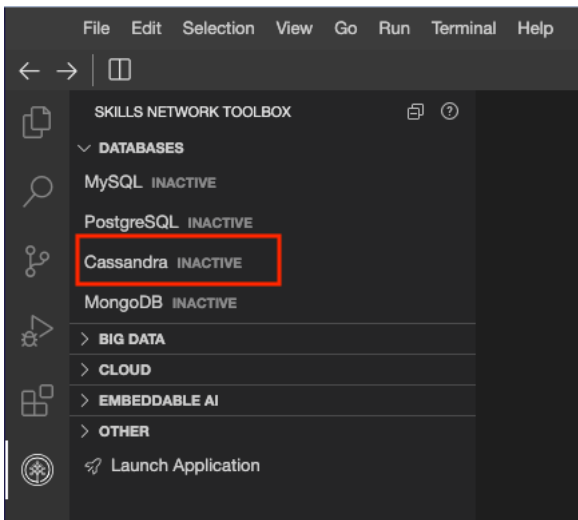 File Edit Selection View Go Run Terminal Help
SKILLS NETWORK TOOLBOX
DATABASES
MySQL INACTIVE
PostgreSQL INACTIVE
Cassandra INACTIVE
MongoDB INACTIVE
BIG DATA
CLOUD
EMBEDDABLE AI
OTHER
Launch Application